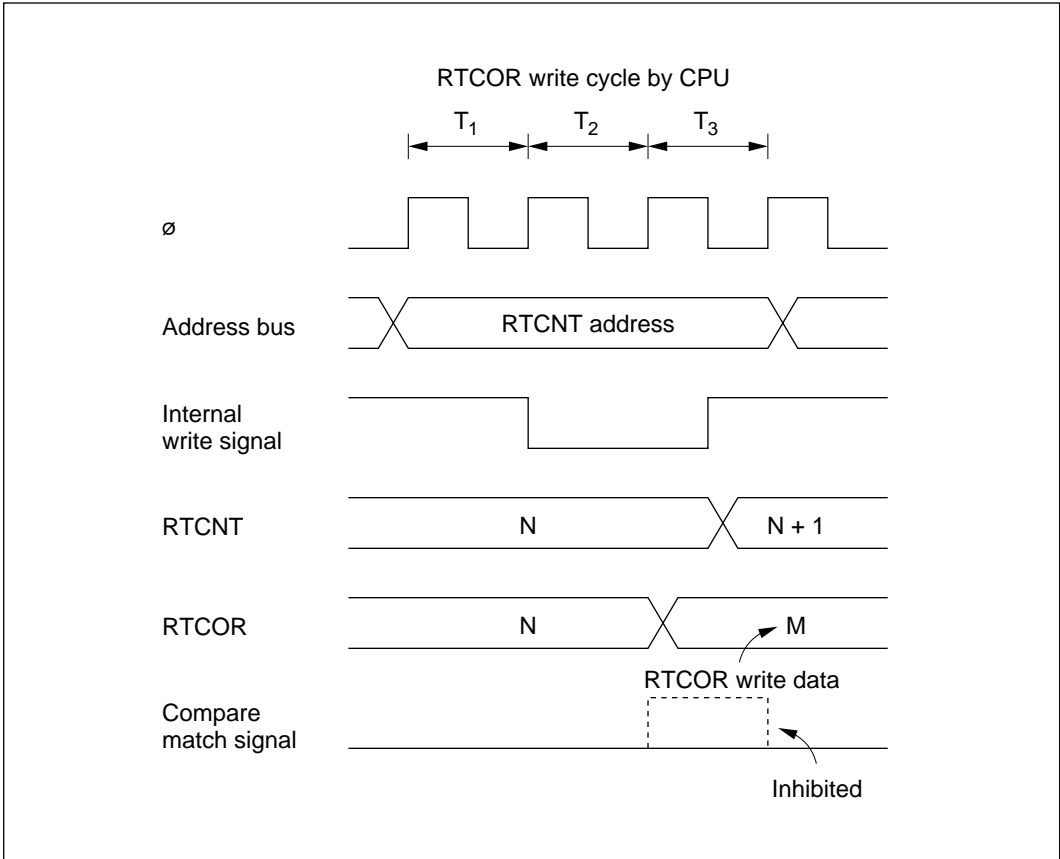 RTCOR write cycle by CPU
T1 T2 T3
ø
Address bus RTCNT address
Internal
write signal
RTCNT N N + 1
RTCOR N M
RTCOR write data
Compare
match signal
Inhibited